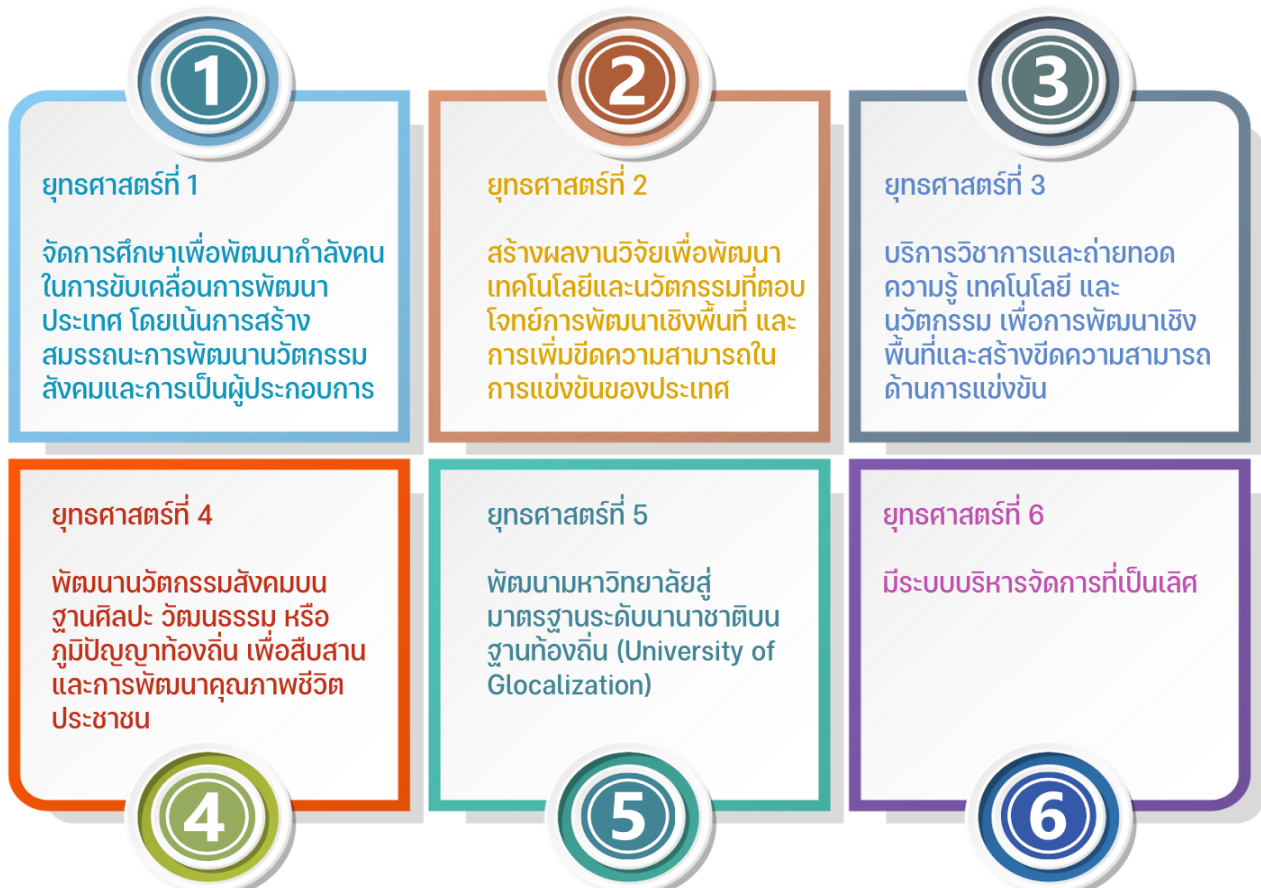 1
ยุทธศาสตร์ที่ 1
จัดการศึกษาเพื่อพัฒนากำลังคน
ในการขับเคลื่อนการพัฒนา
ประเทศ โดยเน้นการสร้าง
สมรรถนะการพัฒนานวัตกรรม
สังคมและการเป็นผู้ประกอบการ
2
ยุทธศาสตร์ที่ 2
สร้างผลงานวิจัยเพื่อพัฒนา
เทคโนโลยีและนวัตกรรมที่ตอบ
โจทย์การพัฒนาเชิงพื้นที่ และ
การเพิ่มขีดความสามารถใน
การแข่งขันของประเทศ
3
ยุทธศาสตร์ที่ 3
บริการวิชาการและถ่ายทอด
ความรู้ เทคโนโลยี และ
นวัตกรรม เพื่อการพัฒนาเชิง
พื้นที่และสร้างขีดความสามารถ
ด้านการแข่งขัน
ยุทธศาสตร์ที่ 4
พัฒนานวัตกรรมสังคมบน
ฐานศิลปะ วัฒนธรรม หรือ
ภูมิปัญญาท้องถิ่น เพื่อสืบสาน
และการพัฒนาคุณภาพชีวิต
ประชาชน
4
ยุทธศาสตร์ที่ 5
พัฒนามหาวิทยาลัยสู่
มาตรฐานระดับนานาชาติบน
ฐานท้องถิ่น (University of
Glocalization)
5
ยุทธศาสตร์ที่ 6
มีระบบบริหารจัดการที่เป็นเลิศ
6